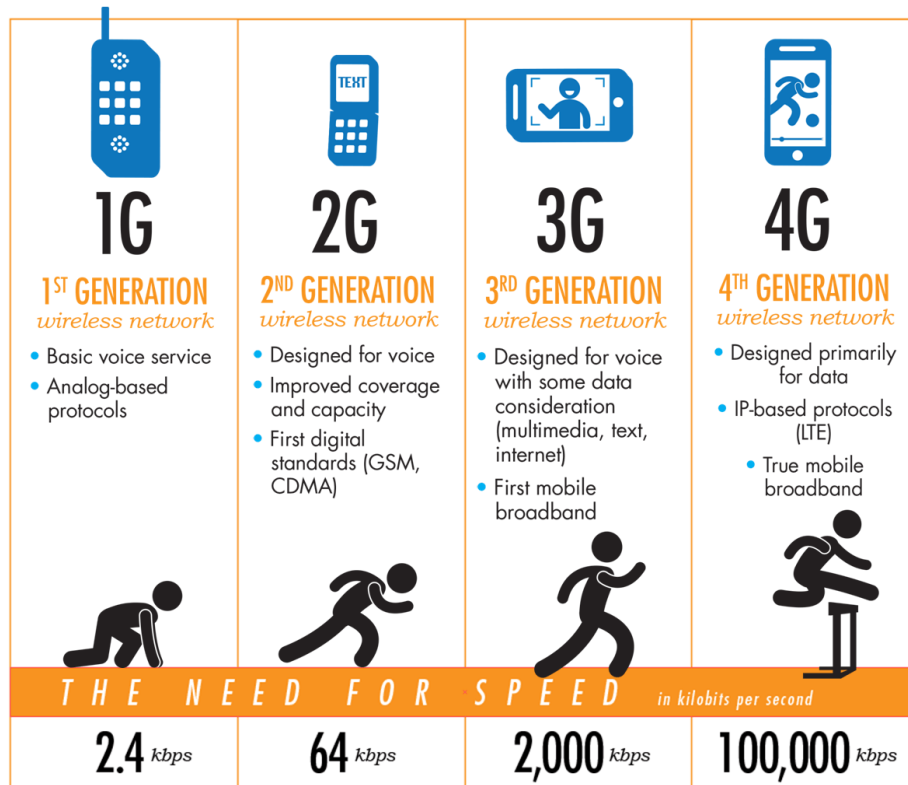 TEXT
1G
1ST GENERATION
wireless network
• Basic voice service
• Analog-based
protocols
2G
2ND GENERATION
wireless network
• Designed for voice
• Improved coverage
and capacity
• First digital
standards (GSM,
CDMA)
3G
3RD GENERATION
wireless network
• Designed for voice
with some data
consideration
(multimedia, text,
internet)
• First mobile
broadband
4G
4TH GENERATION
wireless network
• Designed primarily
for data
• IP-based protocols
(LTE)
• True mobile
broadband
THE NEED FOR SPEED in kilobits per second
2.4 kbps
64 kbps
2,000 kbps
100,000 kbps